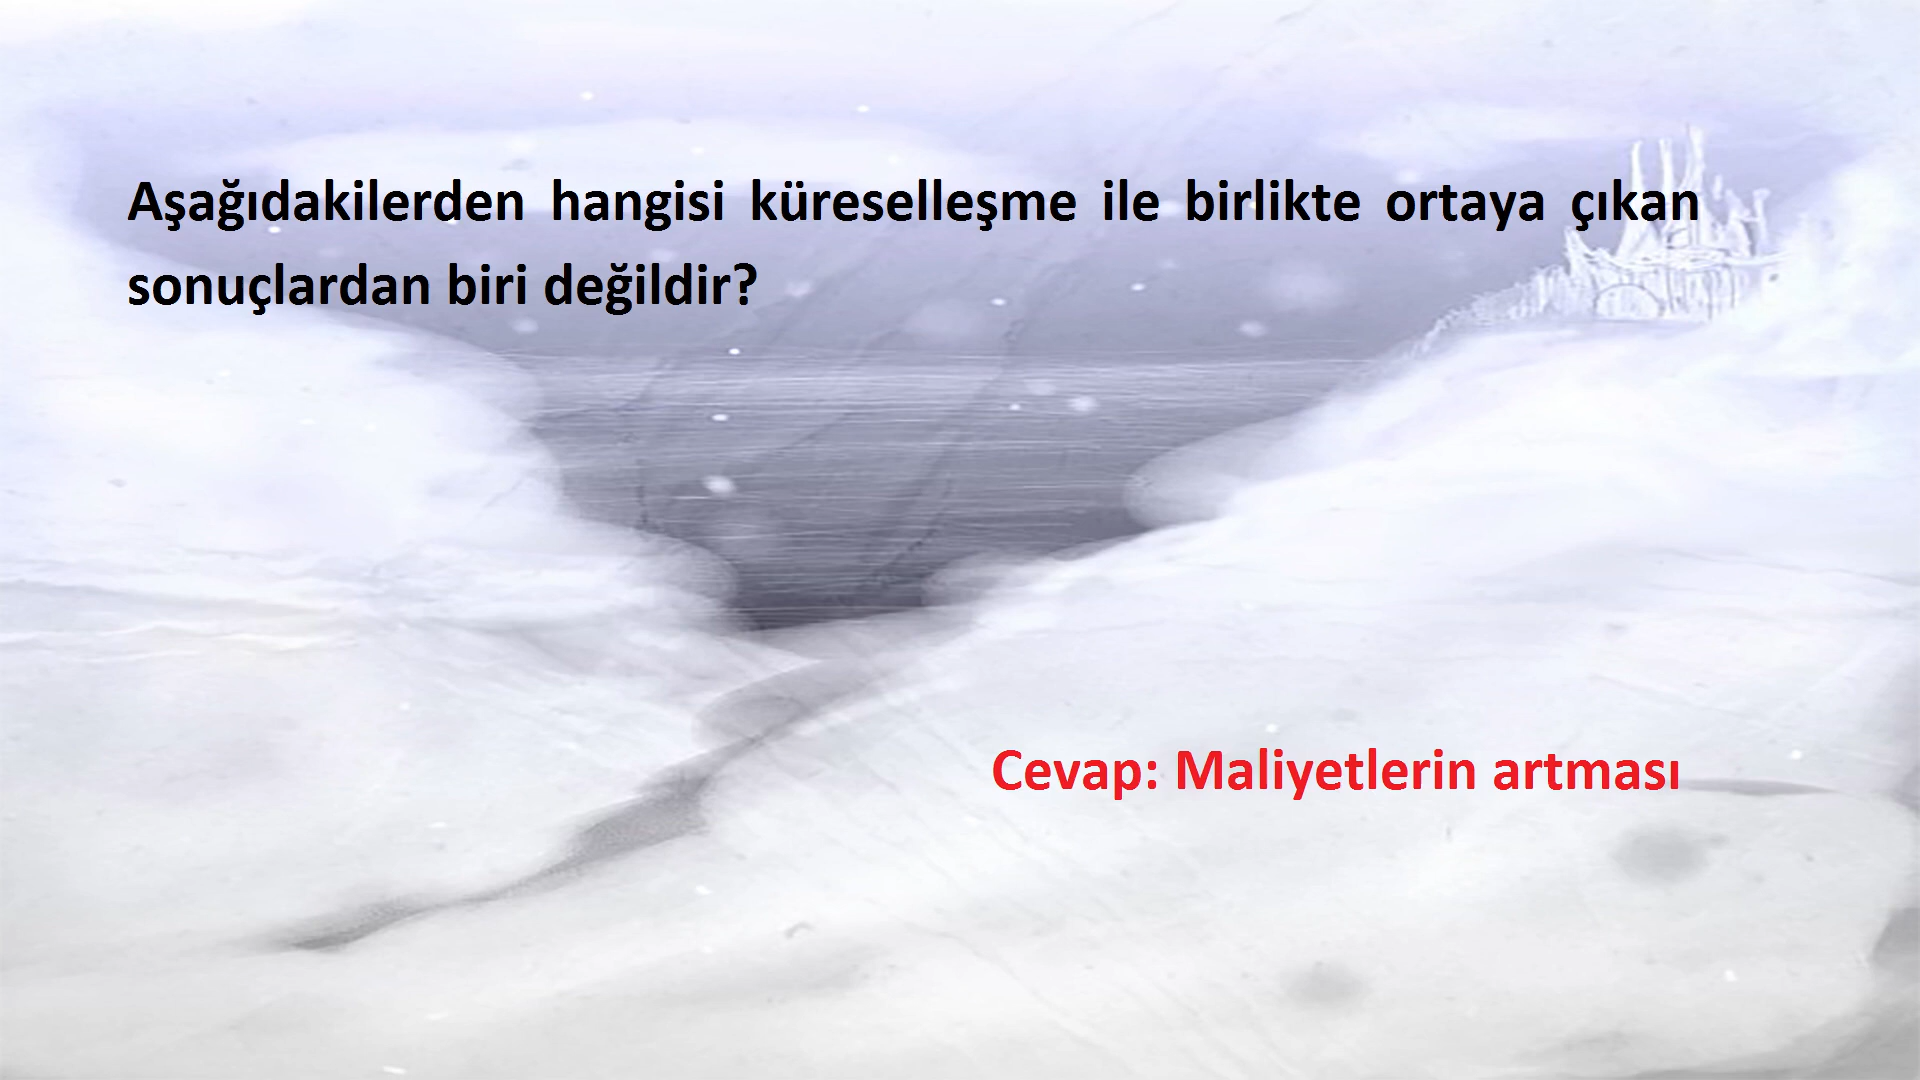 Aşağıdakilerden hangisi küreselleşme ile birlikte ortaya çıkan
sonuçlardan biri değildir?
Cevap: Maliyetlerin artması